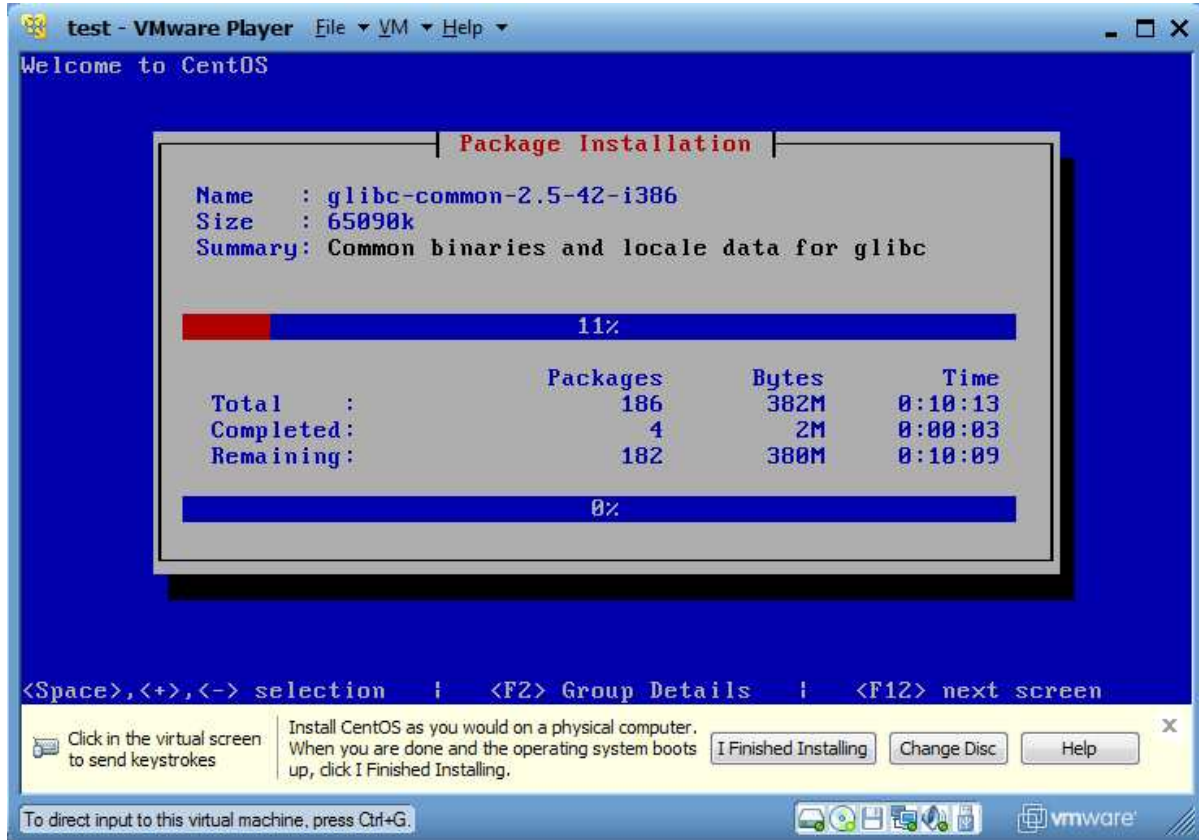 test - VMware Player File VM Help
Welcome to CentOS
Package Installation
Name : glibc-common-2.5-42-i386
Size : 65090k
Summary: Common binaries and locale data for glibc
11%
Packages Bytes Time
Total : 186 382M 0:10:13
Completed: 4 2M 0:00:03
Remaining: 182 380M 0:10:09
0%
<Space>,<+>,<-> selection | <F2> Group Details | <F12> next screen
Click in the virtual screen
to send keystrokes
Install CentOS as you would on a physical computer.
When you are done and the operating system boots
up, click I Finished Installing.
I Finished Installing Change Disc Help
To direct input to this virtual machine, press Ctrl+G.
vmware